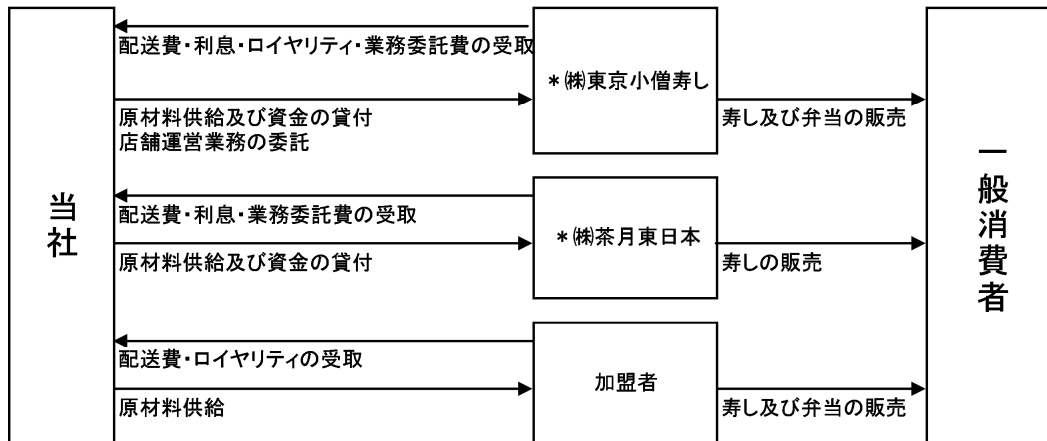 配送費・利息・ロイヤリティ・業務委託費の受取
*㈱東京小僧寿し
原材料供給及び資金の貸付
店舗運営業務の委託
寿し及び弁当の販売
当社
配送費・利息・業務委託費の受取
*㈱茶月東日本
原材料供給及び資金の貸付
寿しの販売
一般消費者
配送費・ロイヤリティの受取
加盟者
原材料供給
寿し及び弁当の販売